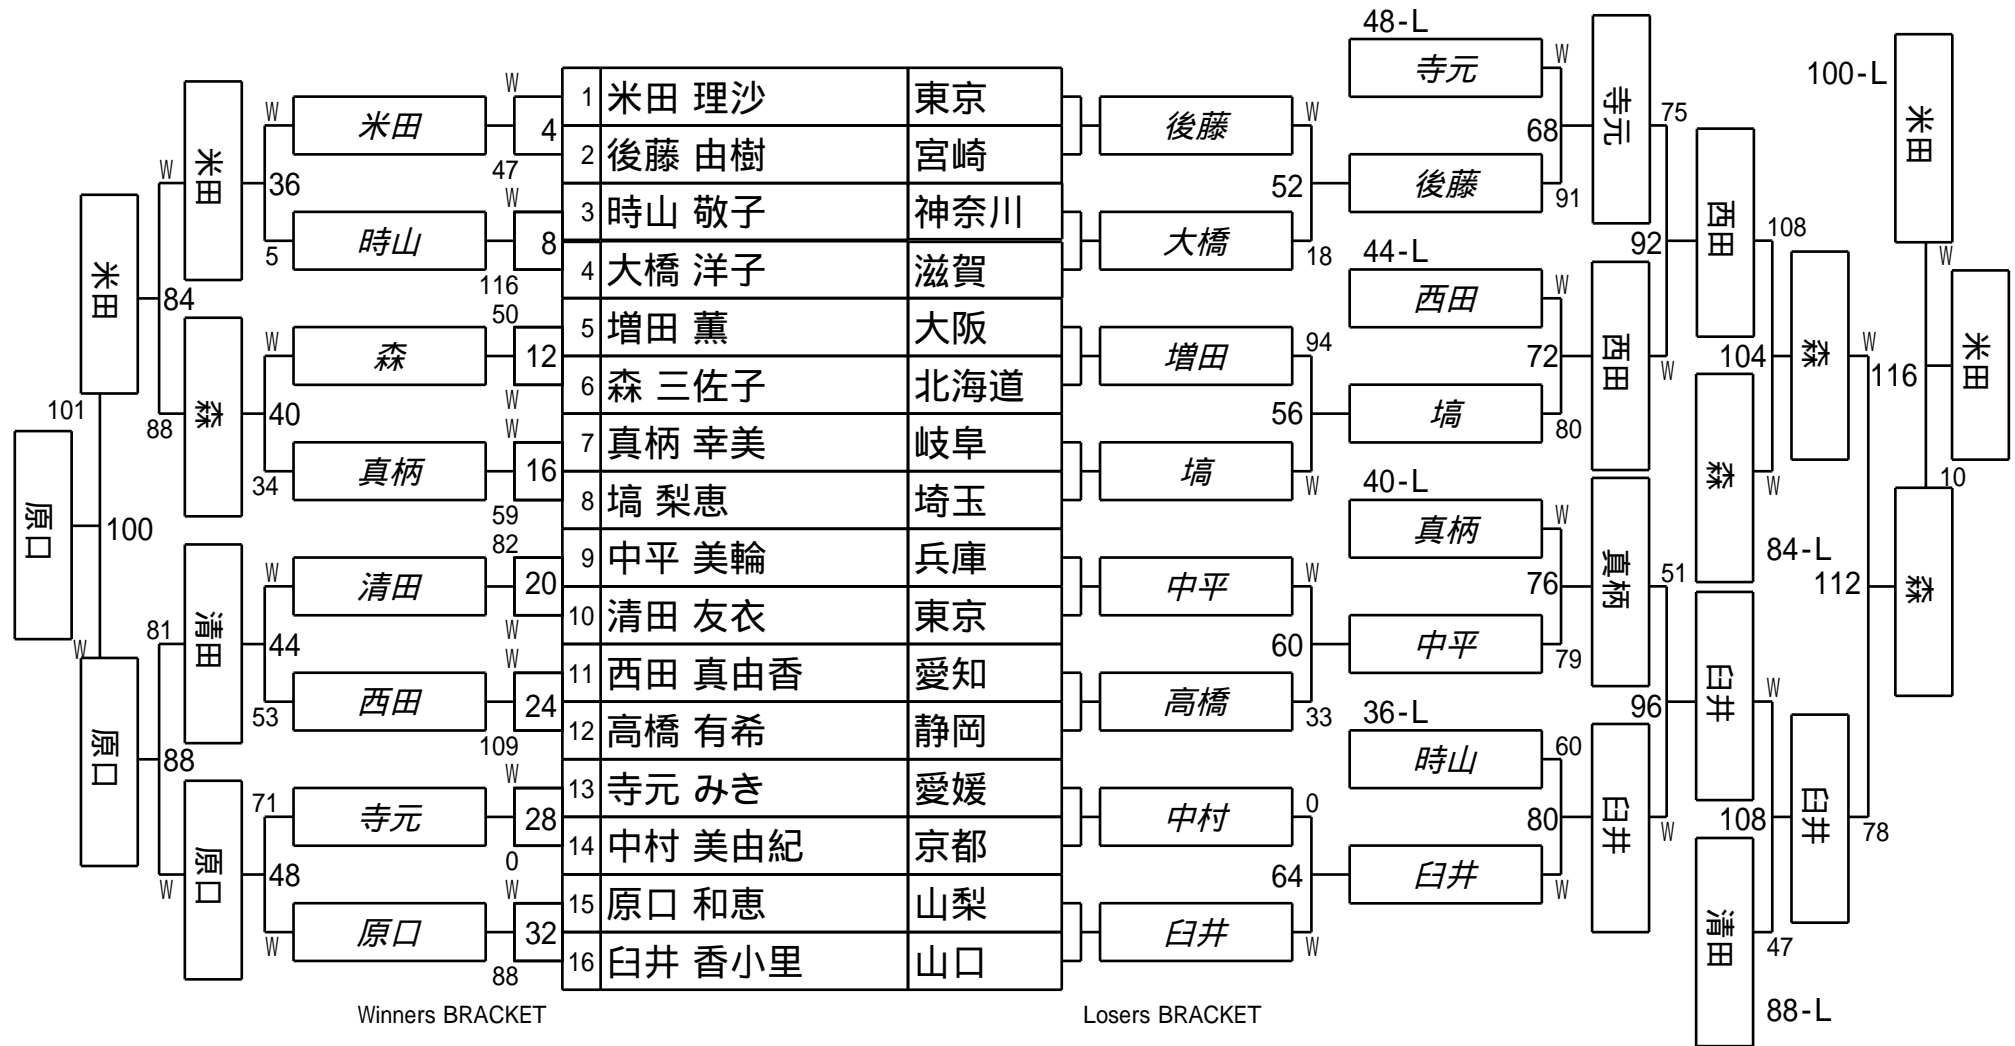 48-L
寺元
W
100-L
米田
W
1 米田 理沙 東京
W
米田
W
4
後藤
W
68
寺元
75
2 後藤 由樹 宮崎
47
米田
36
W
52
後藤
91
3 時山 敬子 神奈川
W
時山
5
8
大橋
18
92
西田
108
W
4 大橋 洋子 滋賀
116
米田
84
44-L
西田
W
5 増田 薫 大阪
50
森
W
12
増田
94
72
西田
W
104
森
W
116
米田
6 森 三佐子 北海道
W
101
88
森
40
56
塙
80
7 真柄 幸美 岐阜
W
真柄
34
16
塙
W
40-L
真柄
W
森
W
10
8 塙 梨恵 埼玉
59
原口
100
9 中平 美輪 兵庫
82
清田
W
20
中平
W
76
真柄
51
84-L
112
森
10 清田 友衣 東京
W
81
清田
44
60
中平
79
11 西田 真由香 愛知
W
西田
53
24
高橋
33
36-L
96
臼井
W
12 高橋 有希 静岡
109
W
原口
88
時山
60
13 寺元 みき 愛媛
W
寺元
71
28
中村
0
80
臼井
W
108
臼井
78
14 中村 美由紀 京都
0
W
原口
48
64
臼井
W
15 原口 和恵 山梨
W
原口
W
32
臼井
W
清田
47
16 臼井 香小里 山口
88
88-L
Winners BRACKET
Losers BRACKET